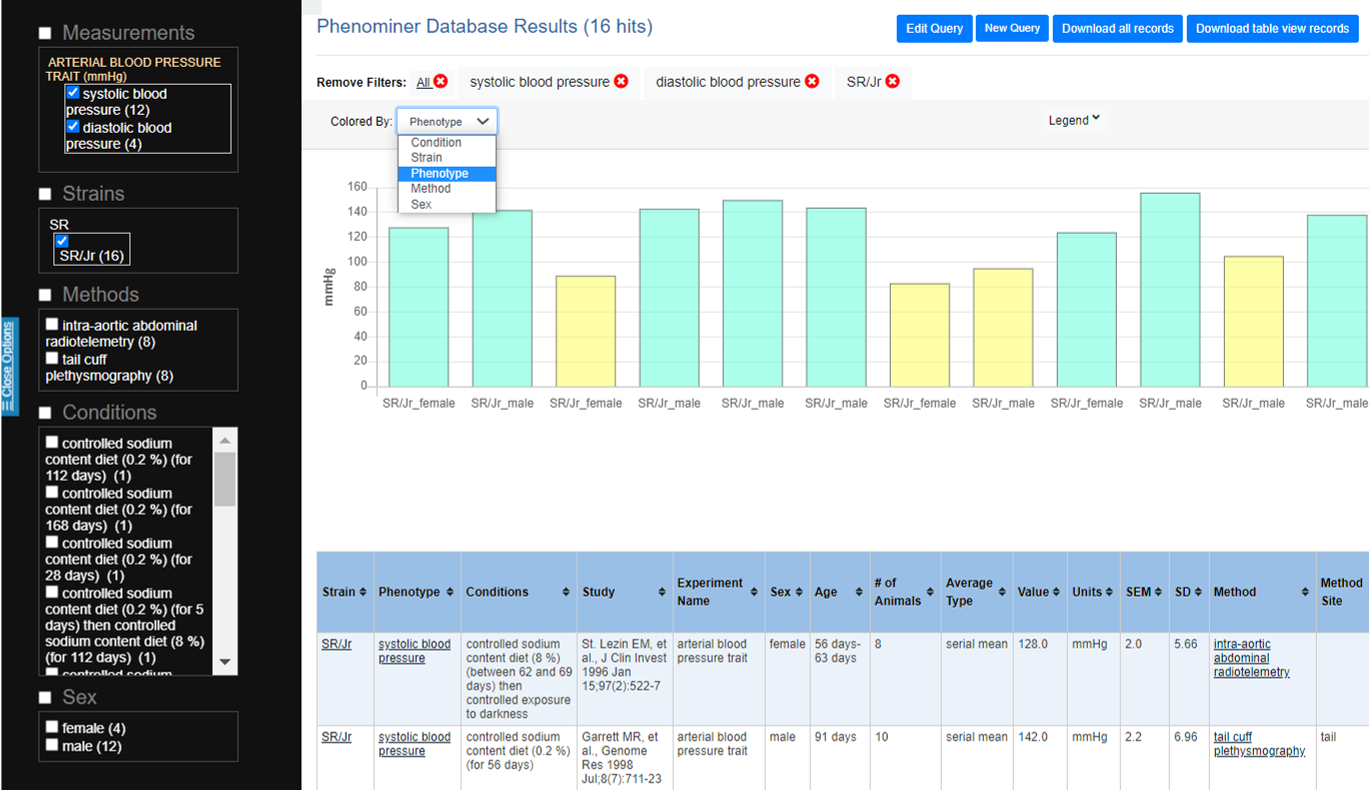 Measurements
ARTERIAL BLOOD PRESSURE
TRAIT (mmHg)
systolic blood
pressure (12)
diastolic blood
pressure (4)
Strains
SR
SR/Jr (16)
Methods
intra-aortic abdominal
radiotelemetry (8)
tail cuff
plethysmography (8)
Conditions
controlled sodium
content diet (0.2 %) (for
112 days) (1)
controlled sodium
content diet (0.2 %) (for
168 days) (1)
controlled sodium
content diet (0.2 %) (for
28 days) (1)
controlled sodium
content diet (0.2 %) (for 5
days) then controlled
sodium content diet (8 %)
(for 112 days) (1)
controlled sodium
Sex
female (4)
male (12)
☰ Close Options
Phenominer Database Results (16 hits)
Edit Query
New Query
Download all records
Download table view records
Remove Filters: All
systolic blood pressure
diastolic blood pressure
SR/Jr
Colored By: Phenotype
Condition
Strain
Phenotype
Method
Sex
Legend
mmHg
160
140
120
100
80
60
40
20
0
SR/Jr_female SR/Jr_male SR/Jr_female SR/Jr_male SR/Jr_male SR/Jr_male SR/Jr_female SR/Jr_male SR/Jr_female SR/Jr_male SR/Jr_male SR/Jr_male
Strain
Phenotype
Conditions
Study
Experiment
Name
Sex
Age
# of
Animals
Average
Type
Value
Units
SEM
SD
Method
Method
Site
SR/Jr
systolic blood
pressure
controlled sodium
content diet (8 %)
(between 62 and 69
days) then
controlled exposure
to darkness
St. Lezin EM, et
al., J Clin Invest
1996 Jan
15;97(2):522-7
arterial blood
pressure trait
female
56 days-
63 days
8
serial mean
128.0
mmHg
2.0
5.66
intra-aortic
abdominal
radiotelemetry
SR/Jr
systolic blood
pressure
controlled sodium
content diet (0.2 %)
(for 56 days)
Garrett MR, et
al., Genome
Res 1998
Jul;8(7):711-23
arterial blood
pressure trait
male
91 days
10
serial mean
142.0
mmHg
2.2
6.96
tail cuff
plethysmography
tail